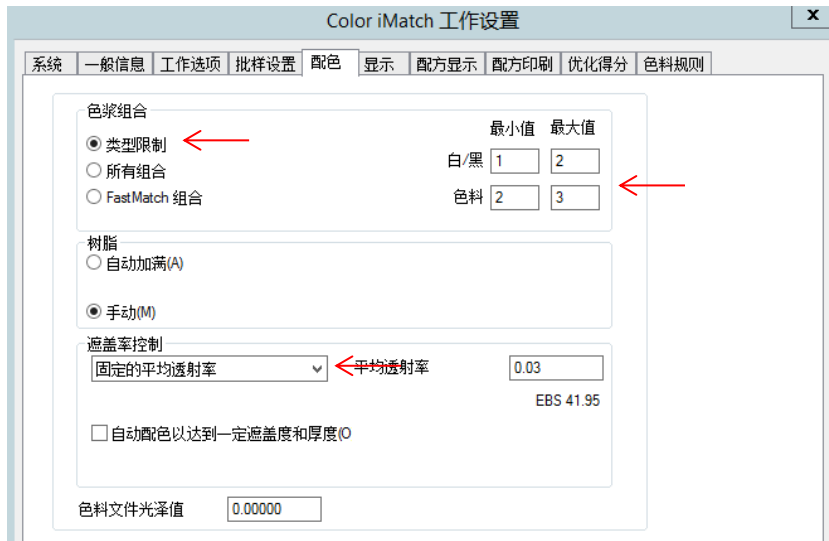 Color iMatch 工作设置
x
系统 一般信息 工作选项 批样设置 配色 显示 配方显示 配方印刷 优化得分 色料规则
色浆组合
最小值 最大值
类型限制
白/黑 1 2
所有组合
色料 2 3
FastMatch 组合
树脂
自动加满(A)
手动(M)
遮盖率控制
固定的平均透射率 平均透射率 0.03
EBS 41.95
自动配色以达到一定遮盖度和厚度(O
色料文件光泽值 0.00000